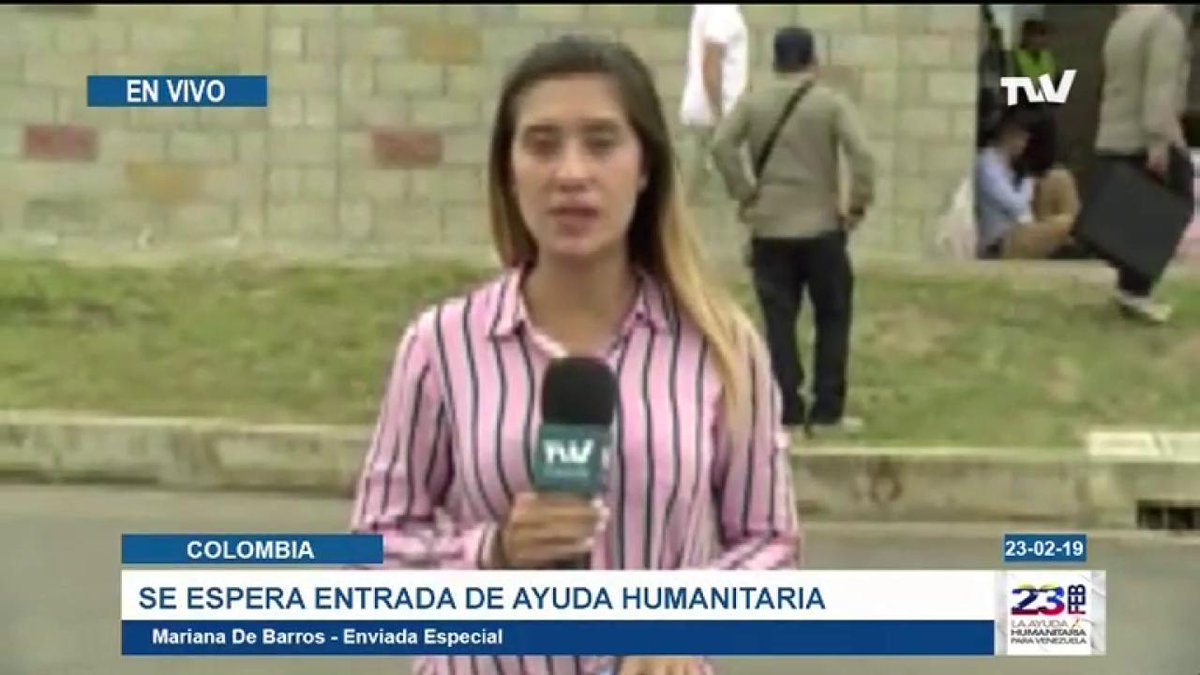 EN VIVO
TVV
TVV
COLOMBIA
23-02-19
SE ESPERA ENTRADA DE AYUDA HUMANITARIA
Mariana De Barros - Enviada Especial
23 FEB
LA AYUDA
HUMANITARIA
PARA VENEZUELA